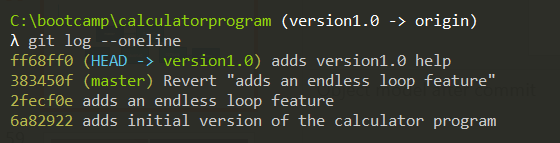 C:\bootcamp\calculatorprogram (version1.0 -> origin)
λ git log --oneline
ff68ff0 (HEAD -> version1.0) adds version1.0 help
383450f (master) Revert "adds an endless loop feature"
2fecf0e adds an endless loop feature
6a82922 adds initial version of the calculator program